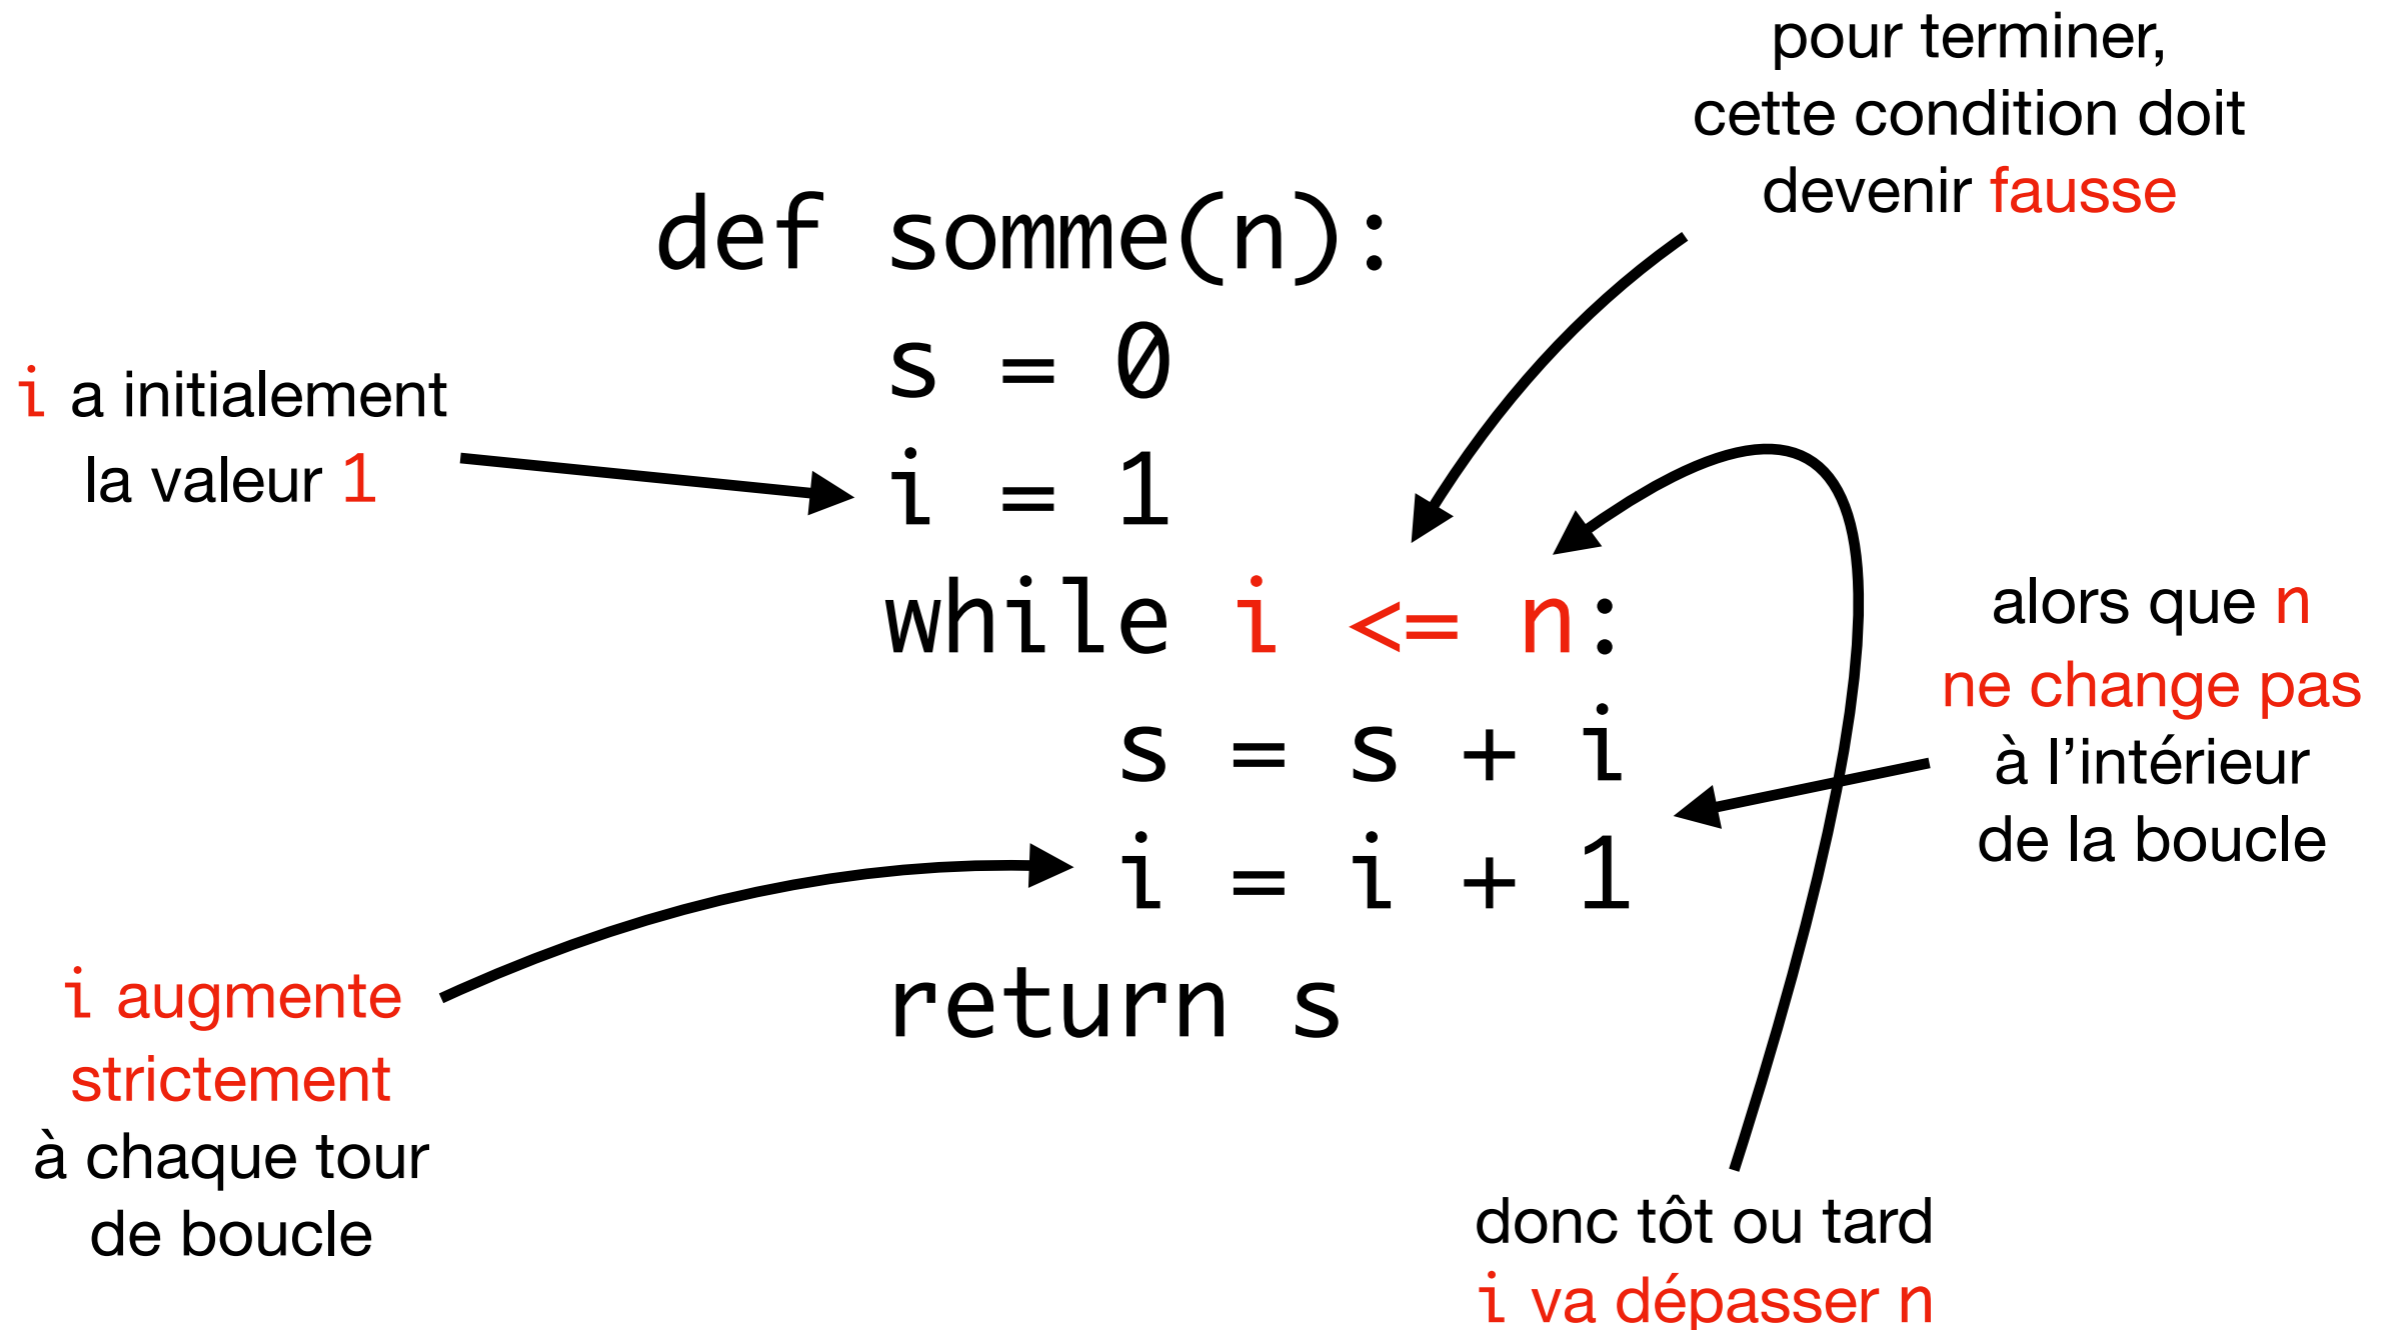 pour terminer,
cette condition doit
devenir fausse
def somme(n):
    s = 0
    i = 1
    while i <= n:
        s = s + i
        i = i + 1
    return s
i a initialement
la valeur 1
alors que n
ne change pas
à l’intérieur
de la boucle
i augmente
strictement
à chaque tour
de boucle
donc tôt ou tard
i va dépasser n